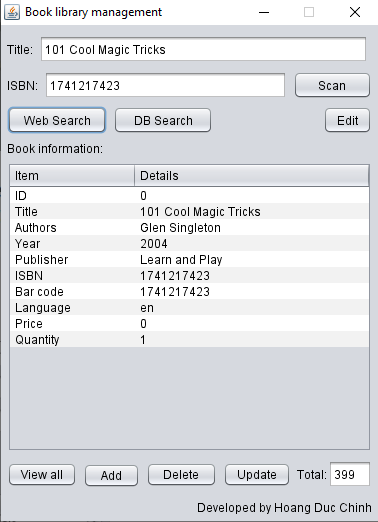 Book library management
Title: 101 Cool Magic Tricks
ISBN: 1741217423 Scan
Web Search DB Search Edit
Book information:
Item Details
ID 0
Title 101 Cool Magic Tricks
Authors Glen Singleton
Year 2004
Publisher Learn and Play
ISBN 1741217423
Bar code 1741217423
Language en
Price 0
Quantity 1
View all Add Delete Update Total: 399
Developed by Hoang Duc Chinh